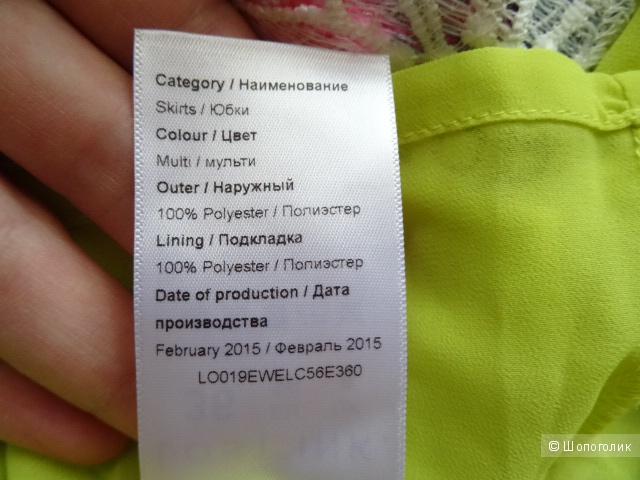 Category / Наименование
Skirts / Юбки
Colour / Цвет
Multi / мульти
Outer / Наружный
100% Polyester / Полиэстер
Lining / Подкладка
100% Polyester / Полиэстер
Date of production / Дата
производства
February 2015 / Февраль 2015
LO019EWELC56E360
© Шопоголик